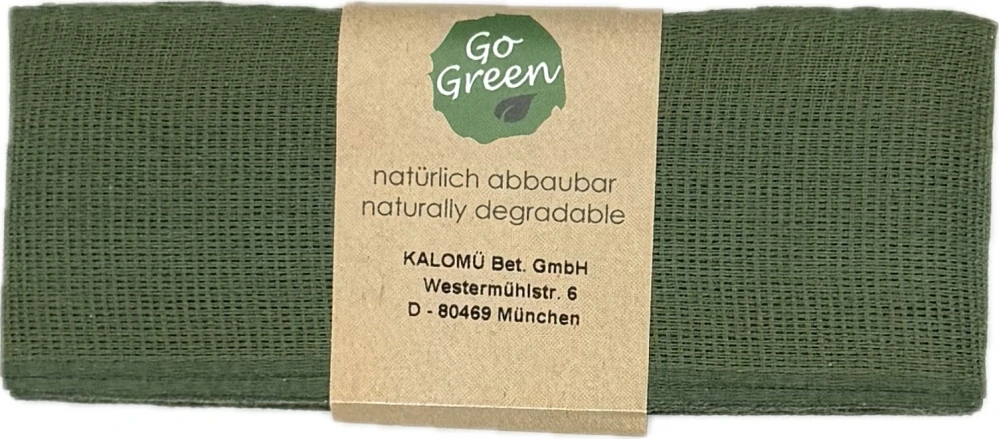 Go
Green
natürlich abbaubar
naturally degradable
KALOMÜ Bet. GmbH
Westermühlstr. 6
D - 80469 München